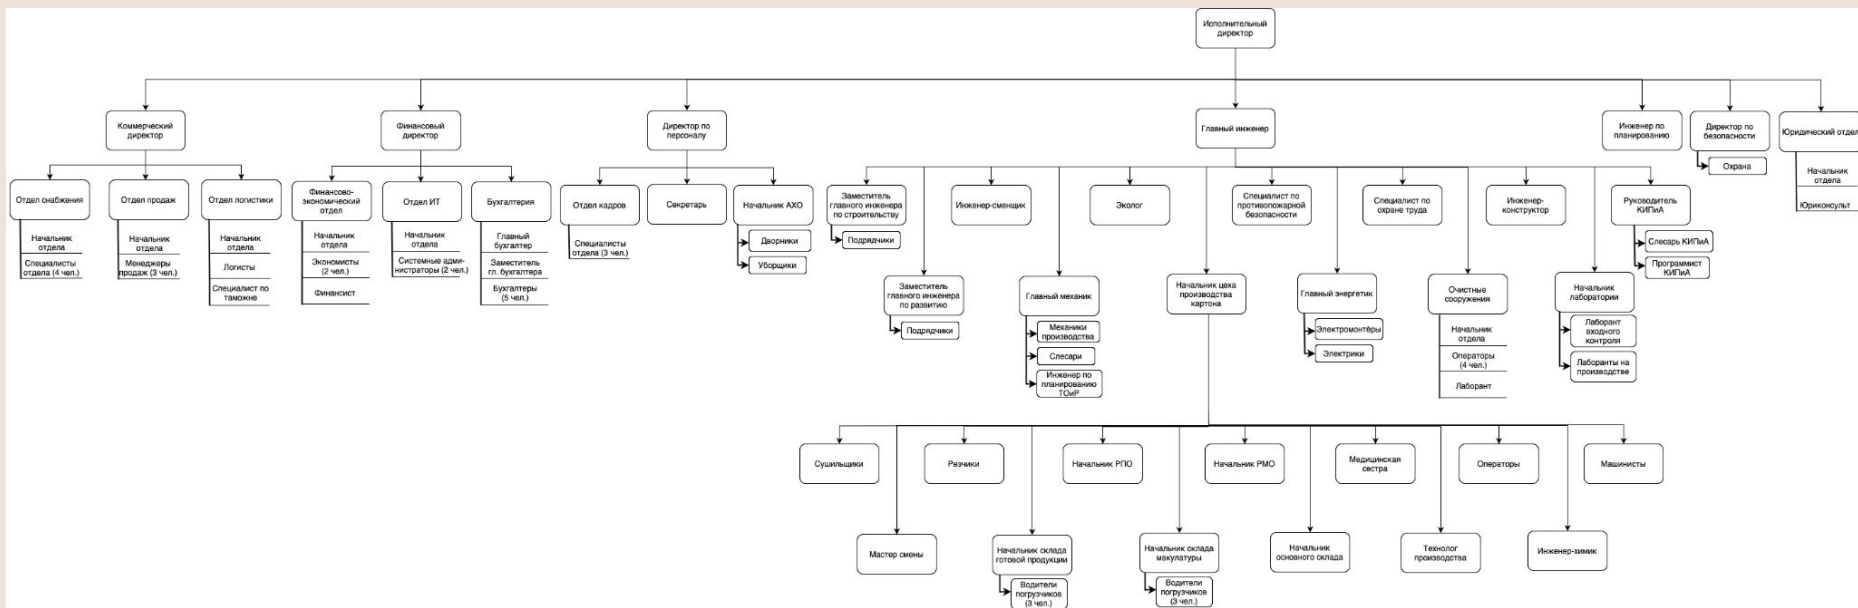 Исполнительный
директор
Коммерческий
директор
Финансовый
директор
Директор по
персоналу
Главный инженер
Инженер по
планированию
Директор по
безопасности
Охрана
Юридический отдел
Начальник
отдела
Юрисконсульт
Отдел снабжения
Начальник
отдела
Специалисты
отдела (4 чел.)
Отдел продаж
Начальник
отдела
Менеджеры
продаж (3 чел.)
Отдел логистики
Начальник
отдела
Логисты
Специалист по
таможне
Финансово-
экономический
отдел
Начальник
отдела
Экономисты
(2 чел.)
Финансист
Отдел ИТ
Начальник
отдела
Системные адми-
нистраторы (2 чел.)
Бухгалтерия
Главный
бухгалтер
Заместитель
гл. бухгалтера
Бухгалтеры
(5 чел.)
Отдел кадров
Специалисты
отдела (3 чел.)
Секретарь
Начальник АХО
Дворники
Уборщики
Заместитель
главного инженера
по строительству
Подрядчики
Инженер-сменщик
Эколог
Специалист по
противопожарной
безопасности
Специалист по
охране труда
Инженер-
конструктор
Руководитель
КИПиА
Слесарь КИПиА
Программист
КИПиА
Заместитель
главного инженера
по развитию
Подрядчики
Главный механик
Механики
производства
Слесари
Инженер по
планированию
ТОиР
Начальник цеха
производства
картона
Главный энергетик
Электромонтёры
Электрики
Очистные
сооружения
Начальник
отдела
Операторы
(4 чел.)
Лаборант
Начальник
лаборатории
Лаборант
входного
контроля
Лаборанты на
производстве
Сушильщики
Резчики
Начальник РПО
Начальник РМО
Медицинская
сестра
Операторы
Машинисты
Мастер смены
Начальник склада
готовой продукции
Водители
погрузчиков
(3 чел.)
Начальник склада
макулатуры
Водители
погрузчиков
(3 чел.)
Начальник
основного склада
Технолог
производства
Инженер-химик